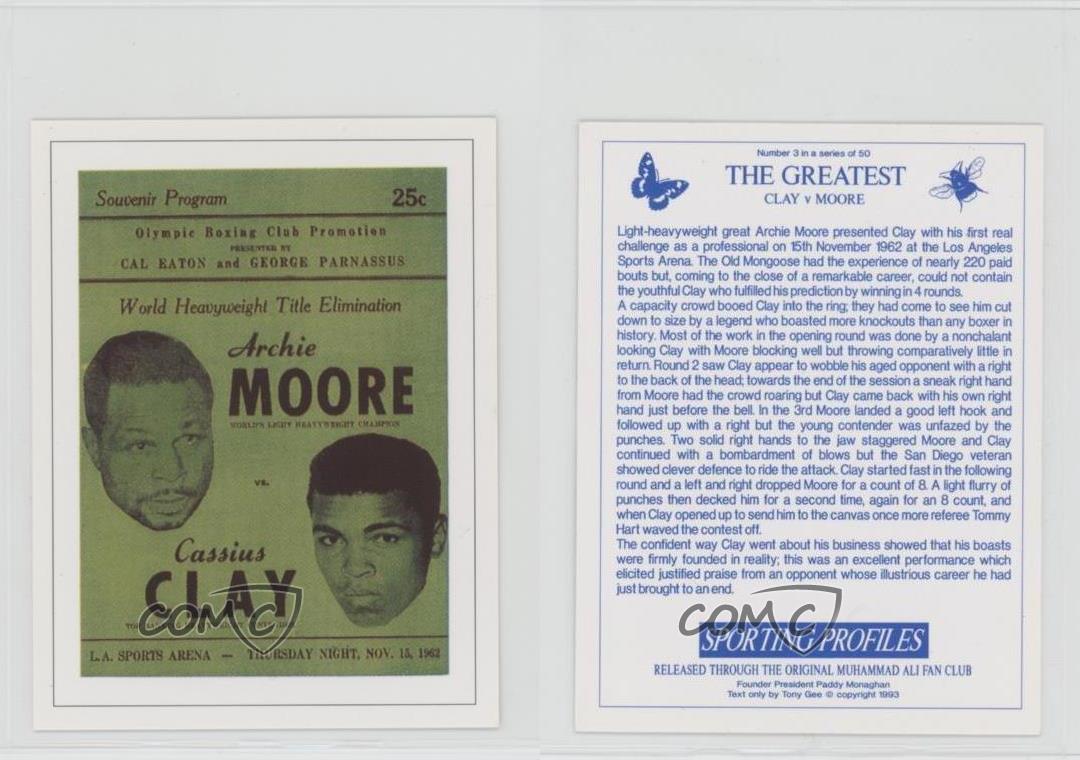 Souvenir Program 25c
Olympic Boxing Club Promotion
PRESENTED BY
CAL EATON and GEORGE PARNASSUS
World Heavyweight Title Elimination
Archie
MOORE
WORLD'S LIGHT HEAVYWEIGHT CHAMPION
vs.
Cassius
CLAY
L.A. SPORTS ARENA — THURSDAY NIGHT, NOV. 15, 1962
COMC
Number 3 in a series of 50
THE GREATEST
CLAY v MOORE
Light-heavyweight great Archie Moore presented Clay with his first real
challenge as a professional on 15th November 1962 at the Los Angeles
Sports Arena. The Old Mongoose had the experience of nearly 220 paid
bouts but, coming to the close of a remarkable career, could not contain
the youthful Clay who fulfilled his prediction by winning in 4 rounds.
A capacity crowd booed Clay into the ring; they had come to see him cut
down to size by a legend who boasted more knockouts than any boxer in
history. Most of the work in the opening round was done by a nonchalant
looking Clay with Moore blocking well but throwing comparatively little in
return. Round 2 saw Clay appear to wobble his aged opponent with a right
to the back of the head; towards the end of the session a sneak right hand
from Moore had the crowd roaring but Clay came back with his own right
hand just before the bell. In the 3rd Moore landed a good left hook and
followed up with a right but the young contender was unfazed by the
punches. Two solid right hands to the jaw staggered Moore and Clay
continued with a bombardment of blows but the San Diego veteran
showed clever defence to ride the attack. Clay started fast in the following
round and a left and right dropped Moore for a count of 8. A light flurry of
punches then decked him for a second time, again for an 8 count, and
when Clay opened up to send him to the canvas once more referee Tommy
Hart waved the contest off.
The confident way Clay went about his business showed that his boasts
were firmly founded in reality; this was an excellent performance which
elicited justified praise from an opponent whose illustrious career he had
just brought to an end.
COMC
SPORTING PROFILES
RELEASED THROUGH THE ORIGINAL MUHAMMAD ALI FAN CLUB
Founder President Paddy Monaghan
Text only by Tony Gee © copyright 1993